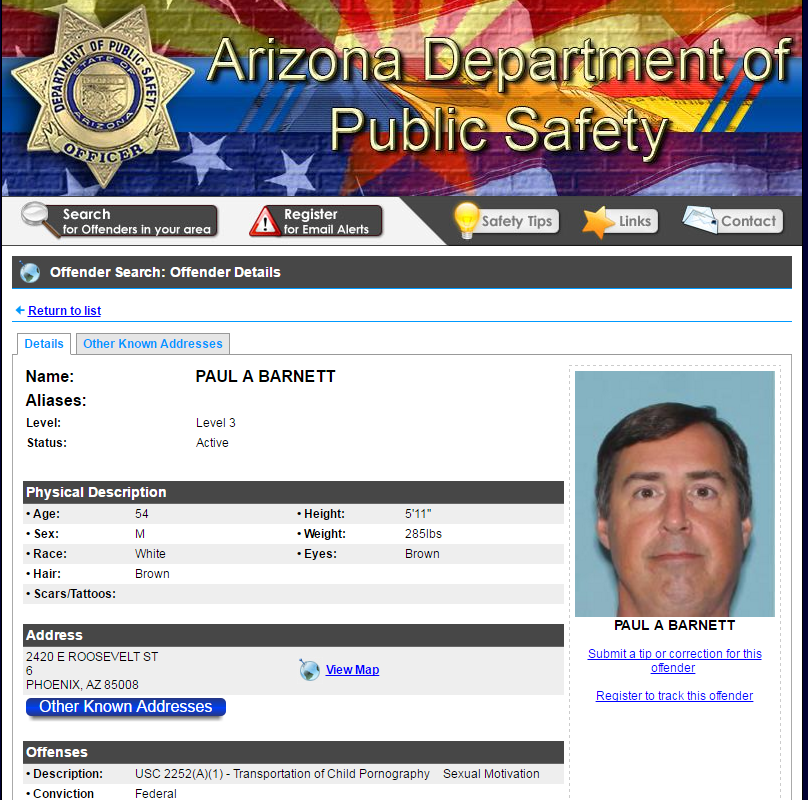 DEPARTMENT OF PUBLIC SAFETY
STATE OF
ARIZONA
OFFICER
Arizona Department of
Public Safety
Search
for Offenders in your area
Register
for Email Alerts
Safety Tips
Links
Contact
Offender Search: Offender Details
Return to list
Details
Other Known Addresses
Name: PAUL A BARNETT
Aliases:
Level: Level 3
Status: Active
Physical Description
• Age: 54 • Height: 5'11"
• Sex: M • Weight: 285lbs
• Race: White • Eyes: Brown
• Hair: Brown
• Scars/Tattoos:
PAUL A BARNETT
Submit a tip or correction for this
offender
Register to track this offender
Address
2420 E ROOSEVELT ST
6
PHOENIX, AZ 85008
View Map
Other Known Addresses
Offenses
• Description: USC 2252(A)(1) - Transportation of Child Pornography Sexual Motivation
• Conviction Federal